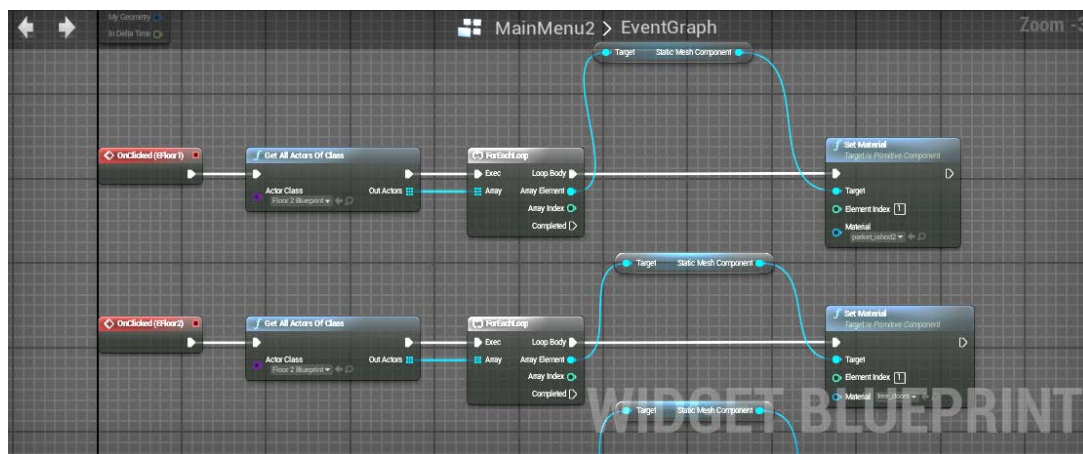 My Geometry
In Delta Time
MainMenu2 > EventGraph
Zoom
Target Static Mesh Component
OnClicked (EFloor1)
Get All Actors Of Class
Actor Class
Floor 2 Blueprint
Out Actors
ForEachLoop
Exec Loop Body
Array Array Element
Array Index
Completed
Set Material
Target is Primitive Component
Target
Element Index 1
Material
Target Static Mesh Component
OnClicked (EFloor2)
Get All Actors Of Class
Actor Class
Floor 2 Blueprint
Out Actors
ForEachLoop
Exec Loop Body
Array Array Element
Array Index
Completed
Set Material
Target is Primitive Component
Target
Element Index 1
Material
Target Static Mesh Component
WIDGET BLUEPRINT